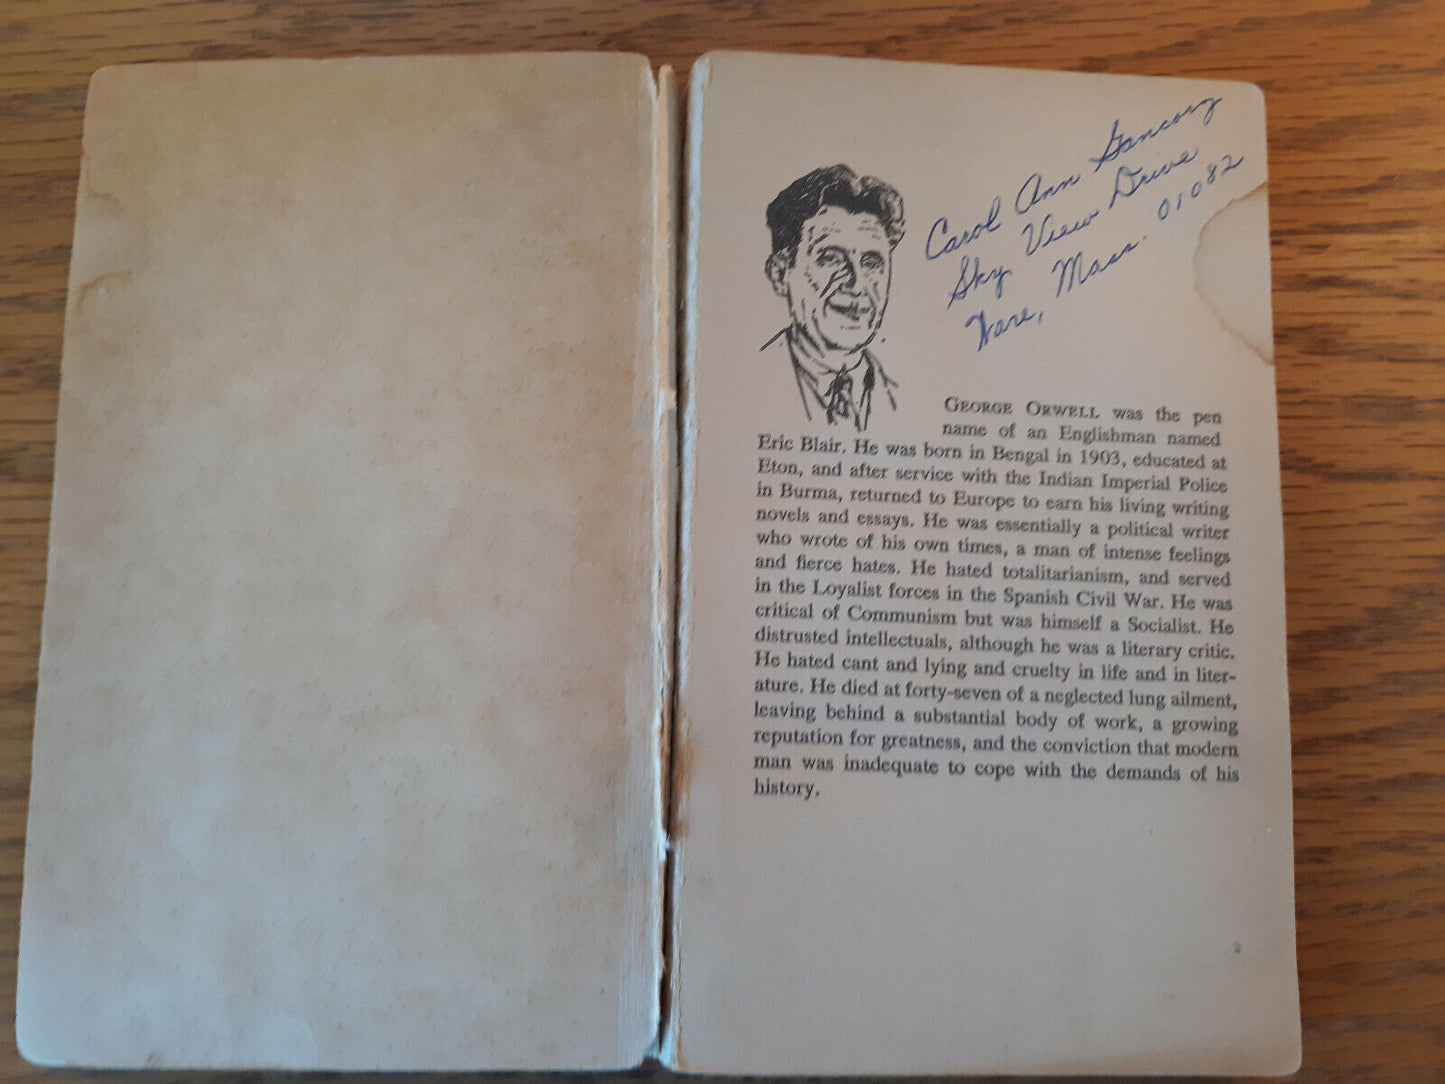 Carol Ann Gancorz
Sky View Drive
Ware, Mass. 01082
GEORGE ORWELL was the pen
name of an Englishman named
Eric Blair. He was born in Bengal in 1903, educated at
Eton, and after service with the Indian Imperial Police
in Burma, returned to Europe to earn his living writing
novels and essays. He was essentially a political writer
who wrote of his own times, a man of intense feelings
and fierce hates. He hated totalitarianism, and served
in the Loyalist forces in the Spanish Civil War. He was
critical of Communism but was himself a Socialist. He
distrusted intellectuals, although he was a literary critic.
He hated cant and lying and cruelty in life and in liter-
ature. He died at forty-seven of a neglected lung ailment,
leaving behind a substantial body of work, a growing
reputation for greatness, and the conviction that modern
man was inadequate to cope with the demands of his
history.